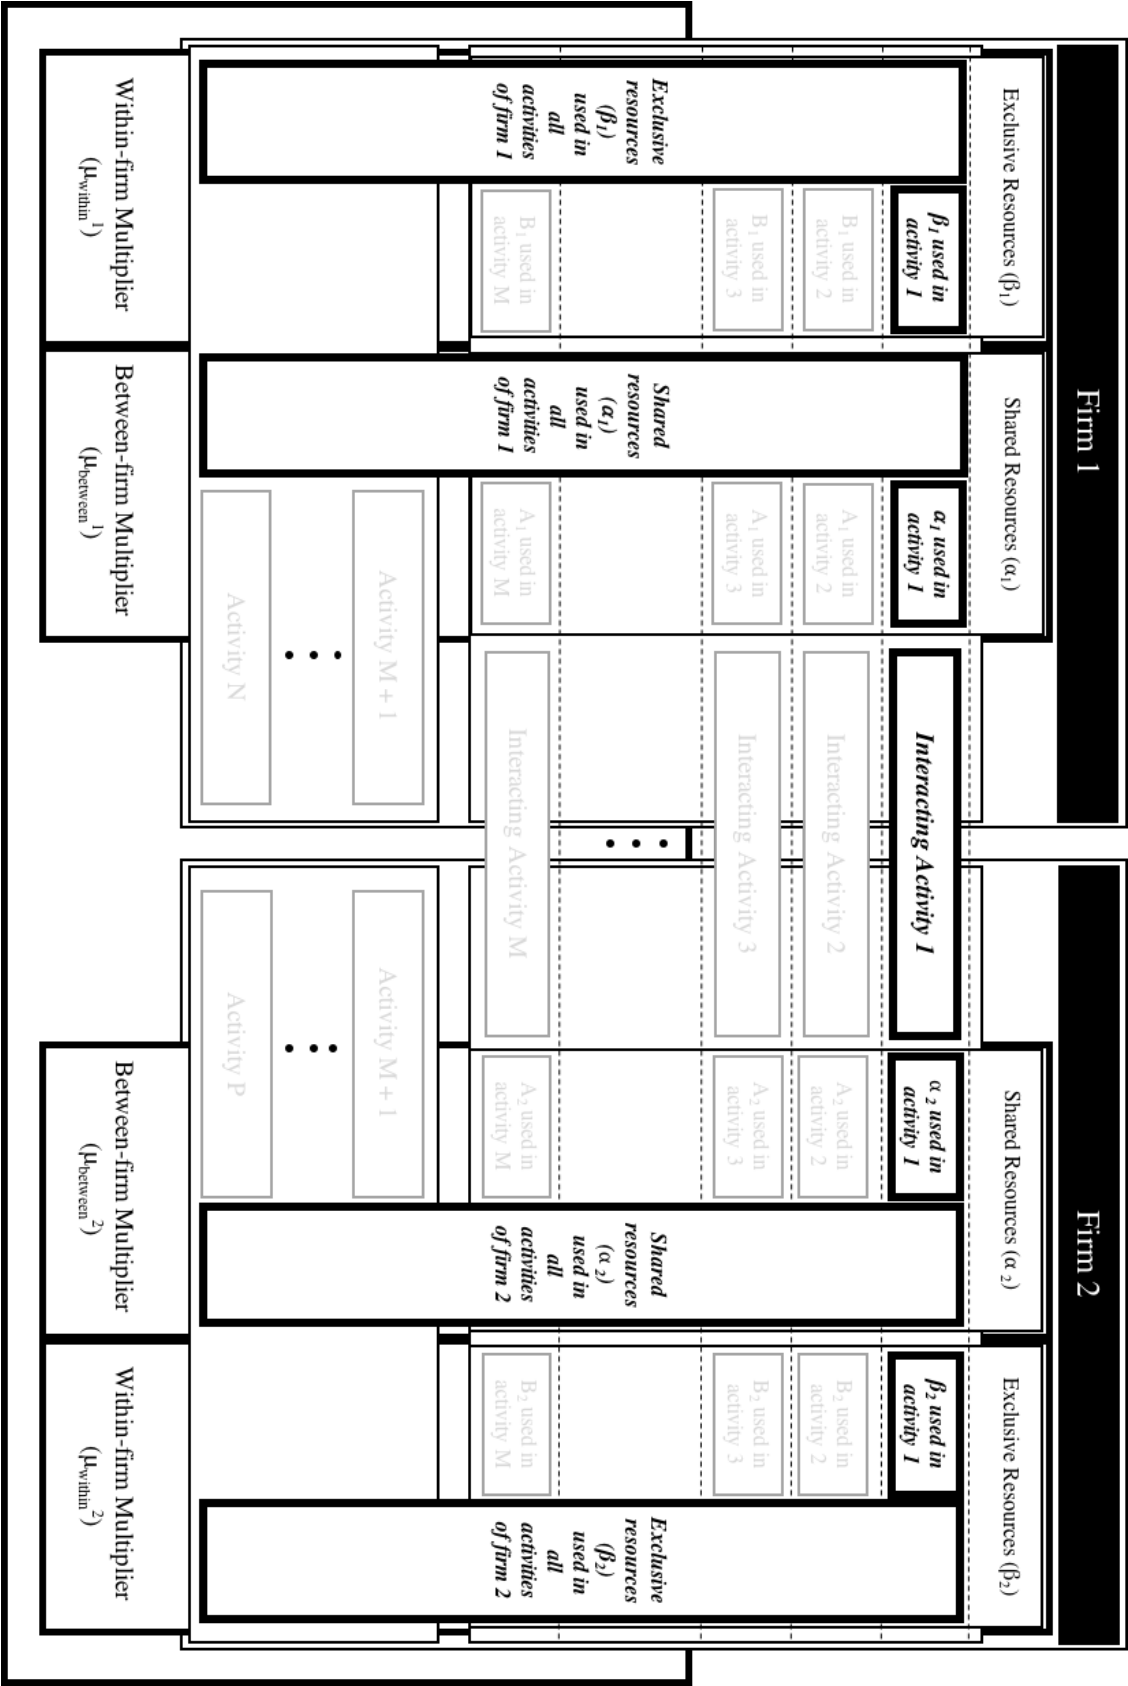 Firm 1
Firm 2
Exclusive Resources (β1)
Shared Resources (α1)
Shared Resources (α 2)
Exclusive Resources (β2)
β1 used in
activity 1
α1 used in
activity 1
Interacting Activity 1
α 2 used in
activity 1
β2 used in
activity 1
B1 used in
activity 2
A1 used in
activity 2
Interacting Activity 2
A2 used in
activity 2
B2 used in
activity 2
B1 used in
activity 3
A1 used in
activity 3
Interacting Activity 3
A2 used in
activity 3
B2 used in
activity 3
Exclusive
resources
(β1)
used in
all
activities
of firm 1
Shared
resources
(α1)
used in
all
activities
of firm 1
• • •
Shared
resources
(α 2)
used in
all
activities
of firm 2
Exclusive
resources
(β2)
used in
all
activities
of firm 2
B1 used in
activity M
A1 used in
activity M
Interacting Activity M
A2 used in
activity M
B2 used in
activity M
Activity M + 1
Activity M + 1
• • •
• • •
Activity N
Activity P
Within-firm Multiplier
(μwithin1)
Between-firm Multiplier
(μbetween1)
Between-firm Multiplier
(μbetween2)
Within-firm Multiplier
(μwithin2)